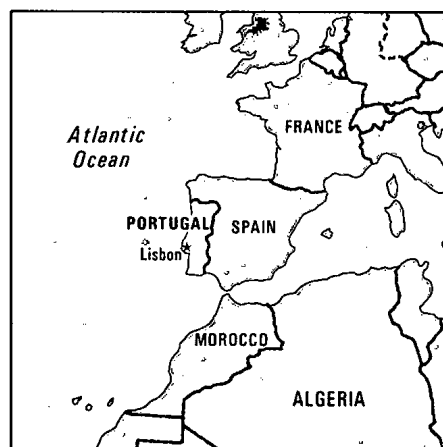 FRANCE
Atlantic
Ocean
PORTUGAL
SPAIN
Lisbon
MOROCCO
ALGERIA